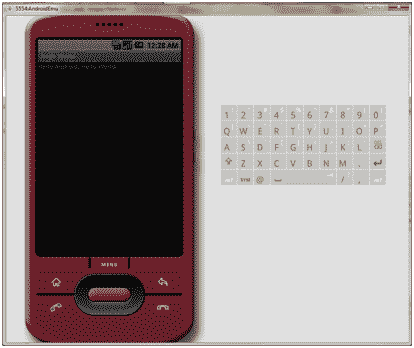 5554:AndroidEmu
12:28 AM
1 2 3 4 5 6 7 8 9 0
Q W E R T Y U I O P
A S D F G H J K L
Z X C V B N M .
@ / ,
MENU